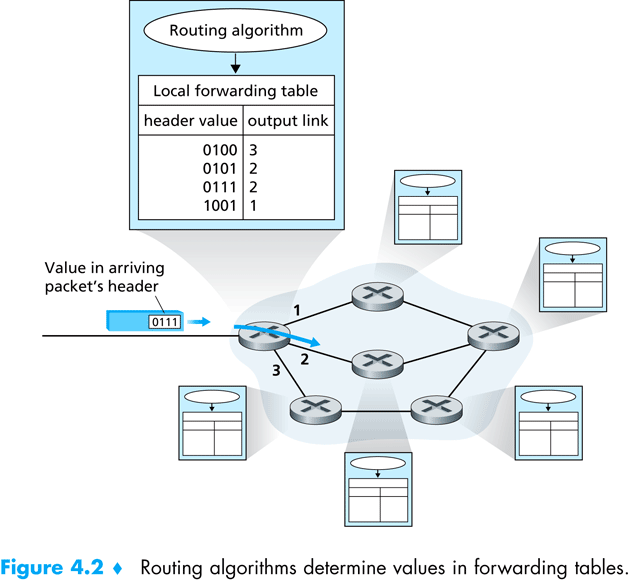 Routing algorithm
Local forwarding table
header value output link
0100 3
0101 2
0111 2
1001 1
Value in arriving
packet's header
0111
1
2
3
Figure 4.2 ♦ Routing algorithms determine values in forwarding tables.